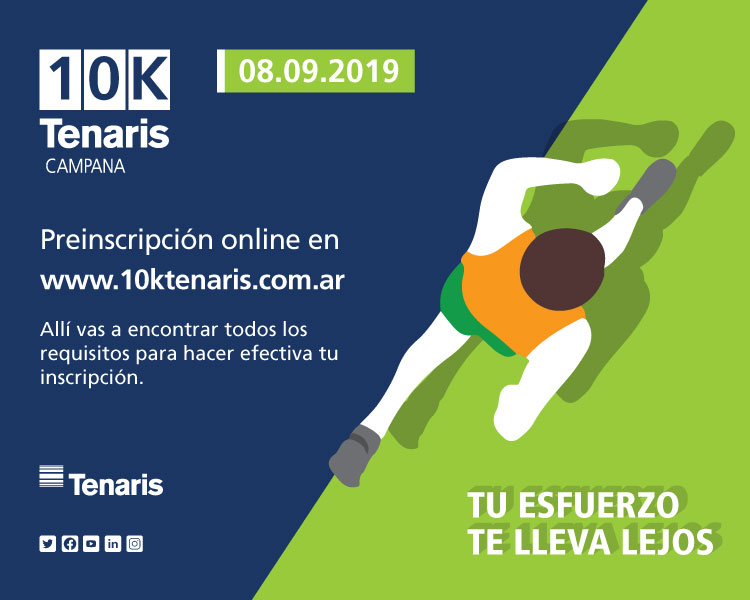 10K
08.09.2019
Tenaris
CAMPANA
Preinscripción online en
www.10ktenaris.com.ar
Allí vas a encontrar todos los
requisitos para hacer efectiva tu
inscripción.
Tenaris
TU ESFUERZO
TE LLEVA LEJOS